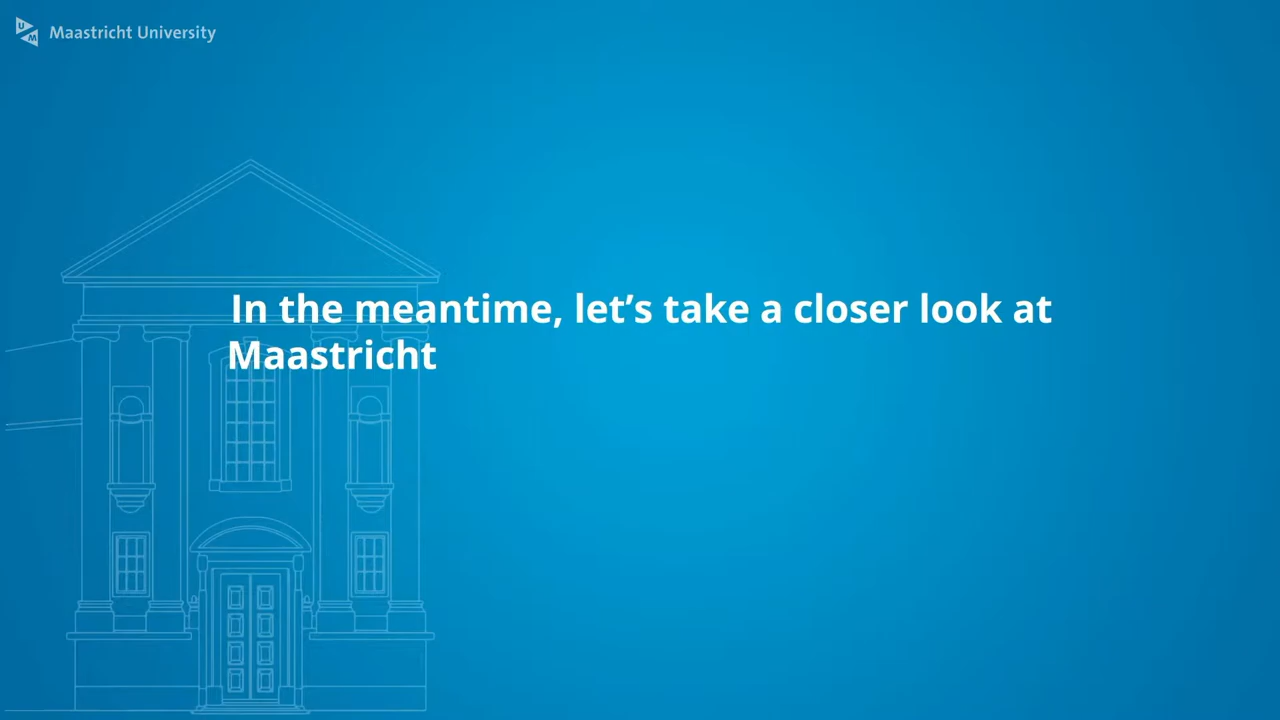 U
M
Maastricht University
In the meantime, let’s take a closer look at
Maastricht